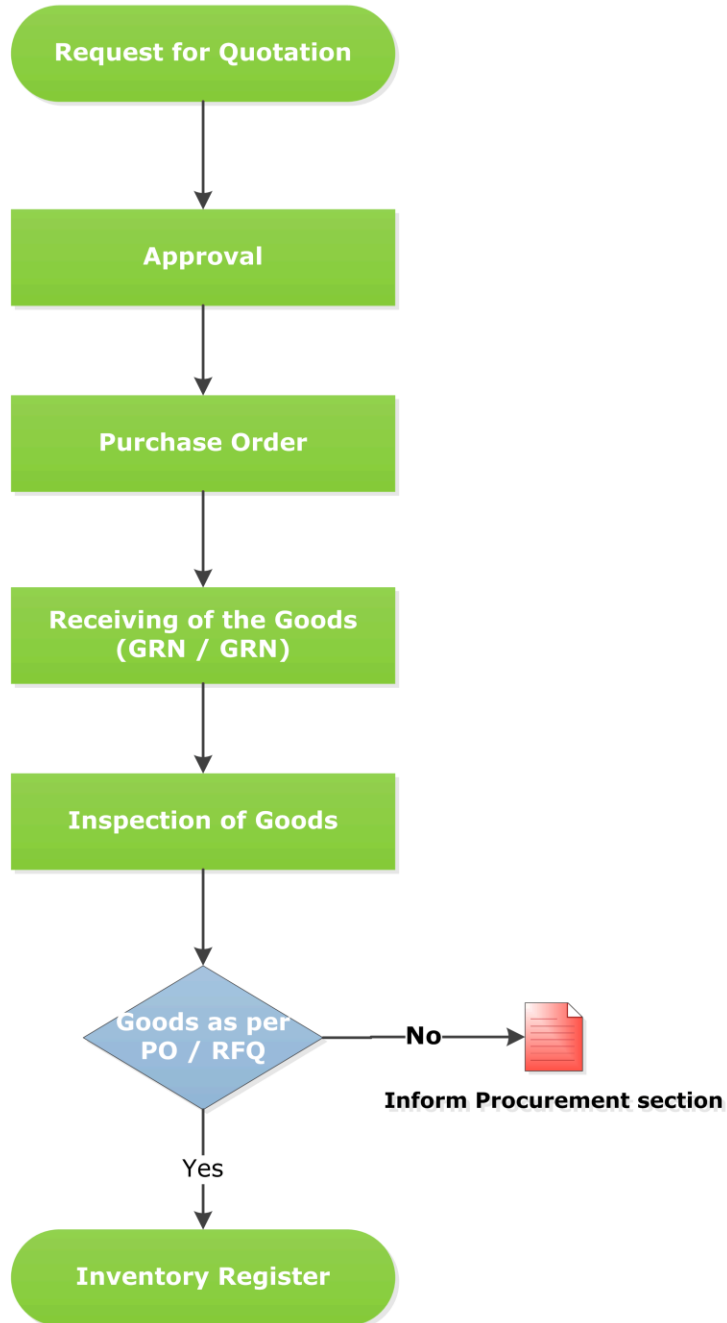 Request for Quotation
Approval
Purchase Order
Receiving of the Goods
(GRN / GRN)
Inspection of Goods
Goods as per
PO / RFQ
No
Inform Procurement section
Yes
Inventory Register